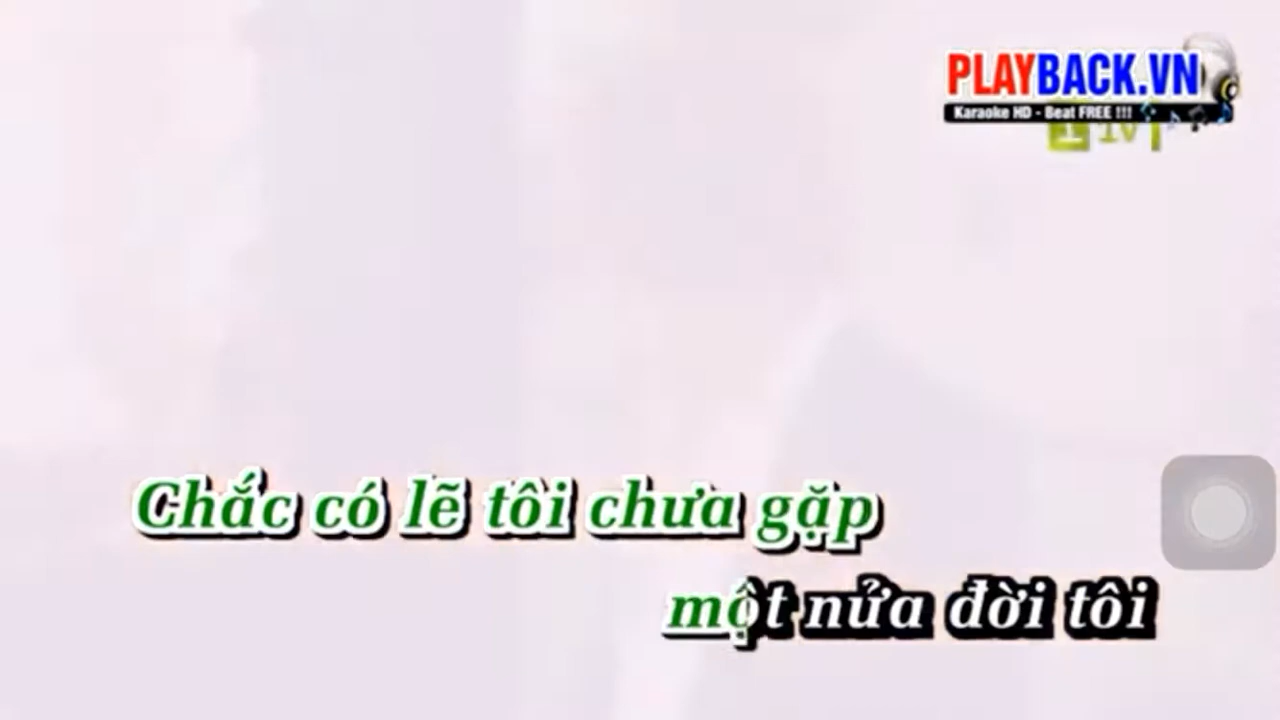 PLAYBACK.VN
Karaoke HD - Beat FREE !!!
Chắc có lẽ tôi chưa gặp
một nửa đời tôi